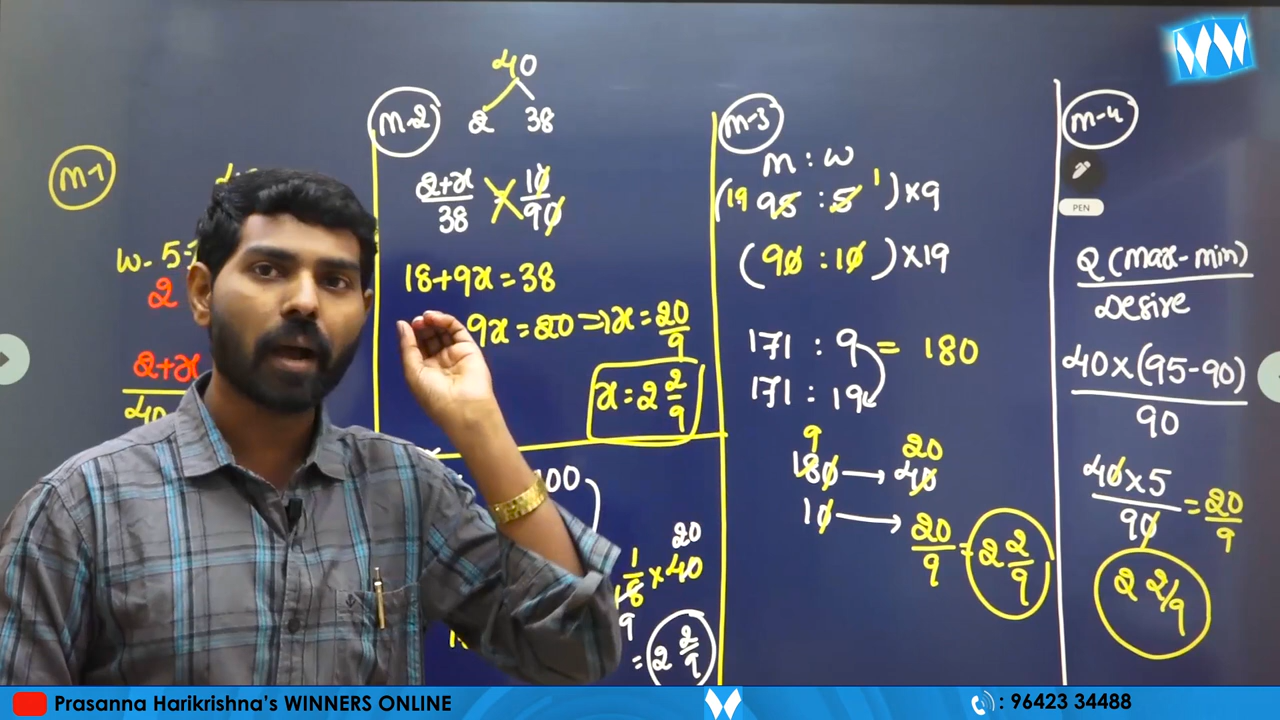 M-1
W - 5
2
2+x
40
M-2
40
2 38
2+x/38 = 10/90
18+9x=38
9x=20 ⇒ x=20/9
x=2 2/9
100
20
1/18 × 40
9
= 2 2/9
M-3
M : W
(19 95 : 5 1) ×9
(90 : 10) ×19
171 : 9 = 180
171 : 19
9 20
180 → 40
10 → 20/9 = 2 2/9
M-4
PEN
Q (max-min)/Desire
40×(95-90)/90
40×5/90 = 20/9
2 2/9
Prasanna Harikrishna's WINNERS ONLINE
: 96423 34488